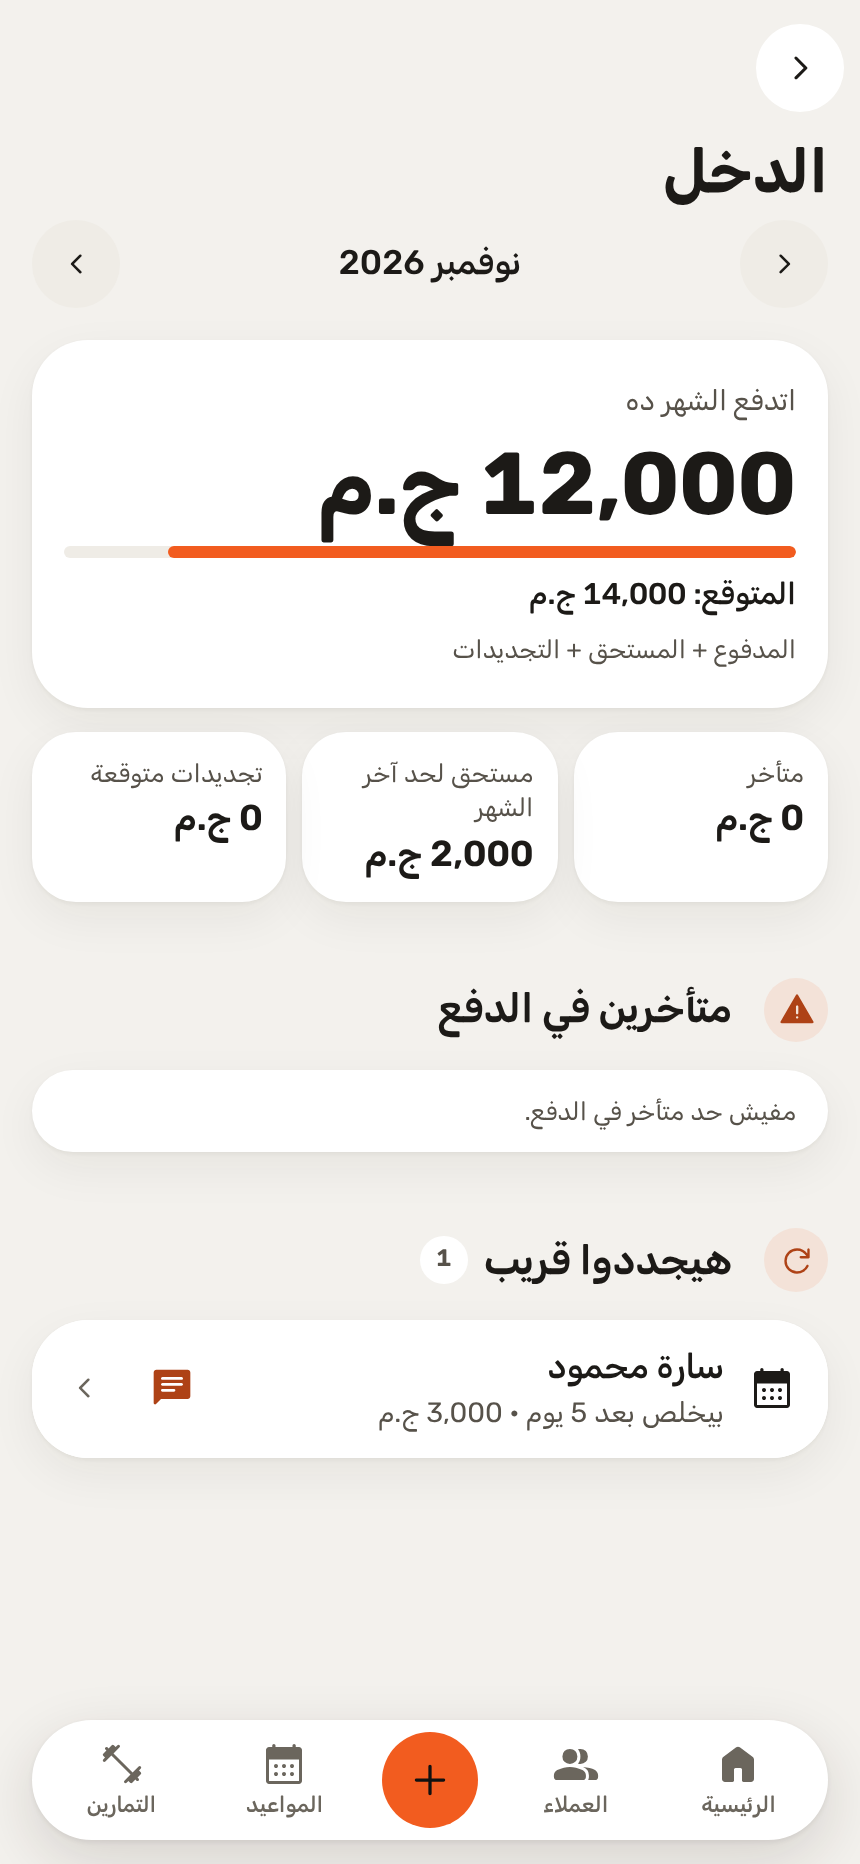 الدخل
نوفمبر 2026
اتدفع الشهر ده
12,000 ج.م
المتوقع: 14,000 ج.م
المدفوع + المستحق + التجديدات
متأخر
0 ج.م
مستحق لحد آخر
الشهر
2,000 ج.م
تجديدات متوقعة
0 ج.م
متأخرين في الدفع
مفيش حد متأخر في الدفع.
هيجددوا قريب 1
سارة محمود
بيخلص بعد 5 يوم • 3,000 ج.م
الرئيسية
العملاء
المواعيد
التمارين